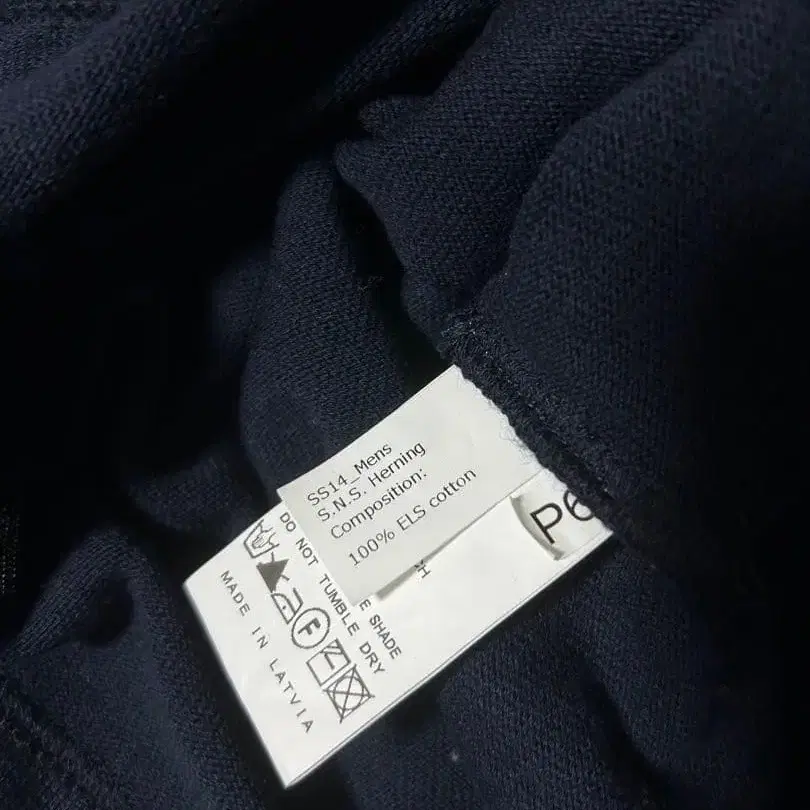 SS14_Mens
S.N.S. Herning
Composition:
100% ELS cotton
E SHADE
DO NOT TUMBLE DRY
F
MADE IN LATVIA